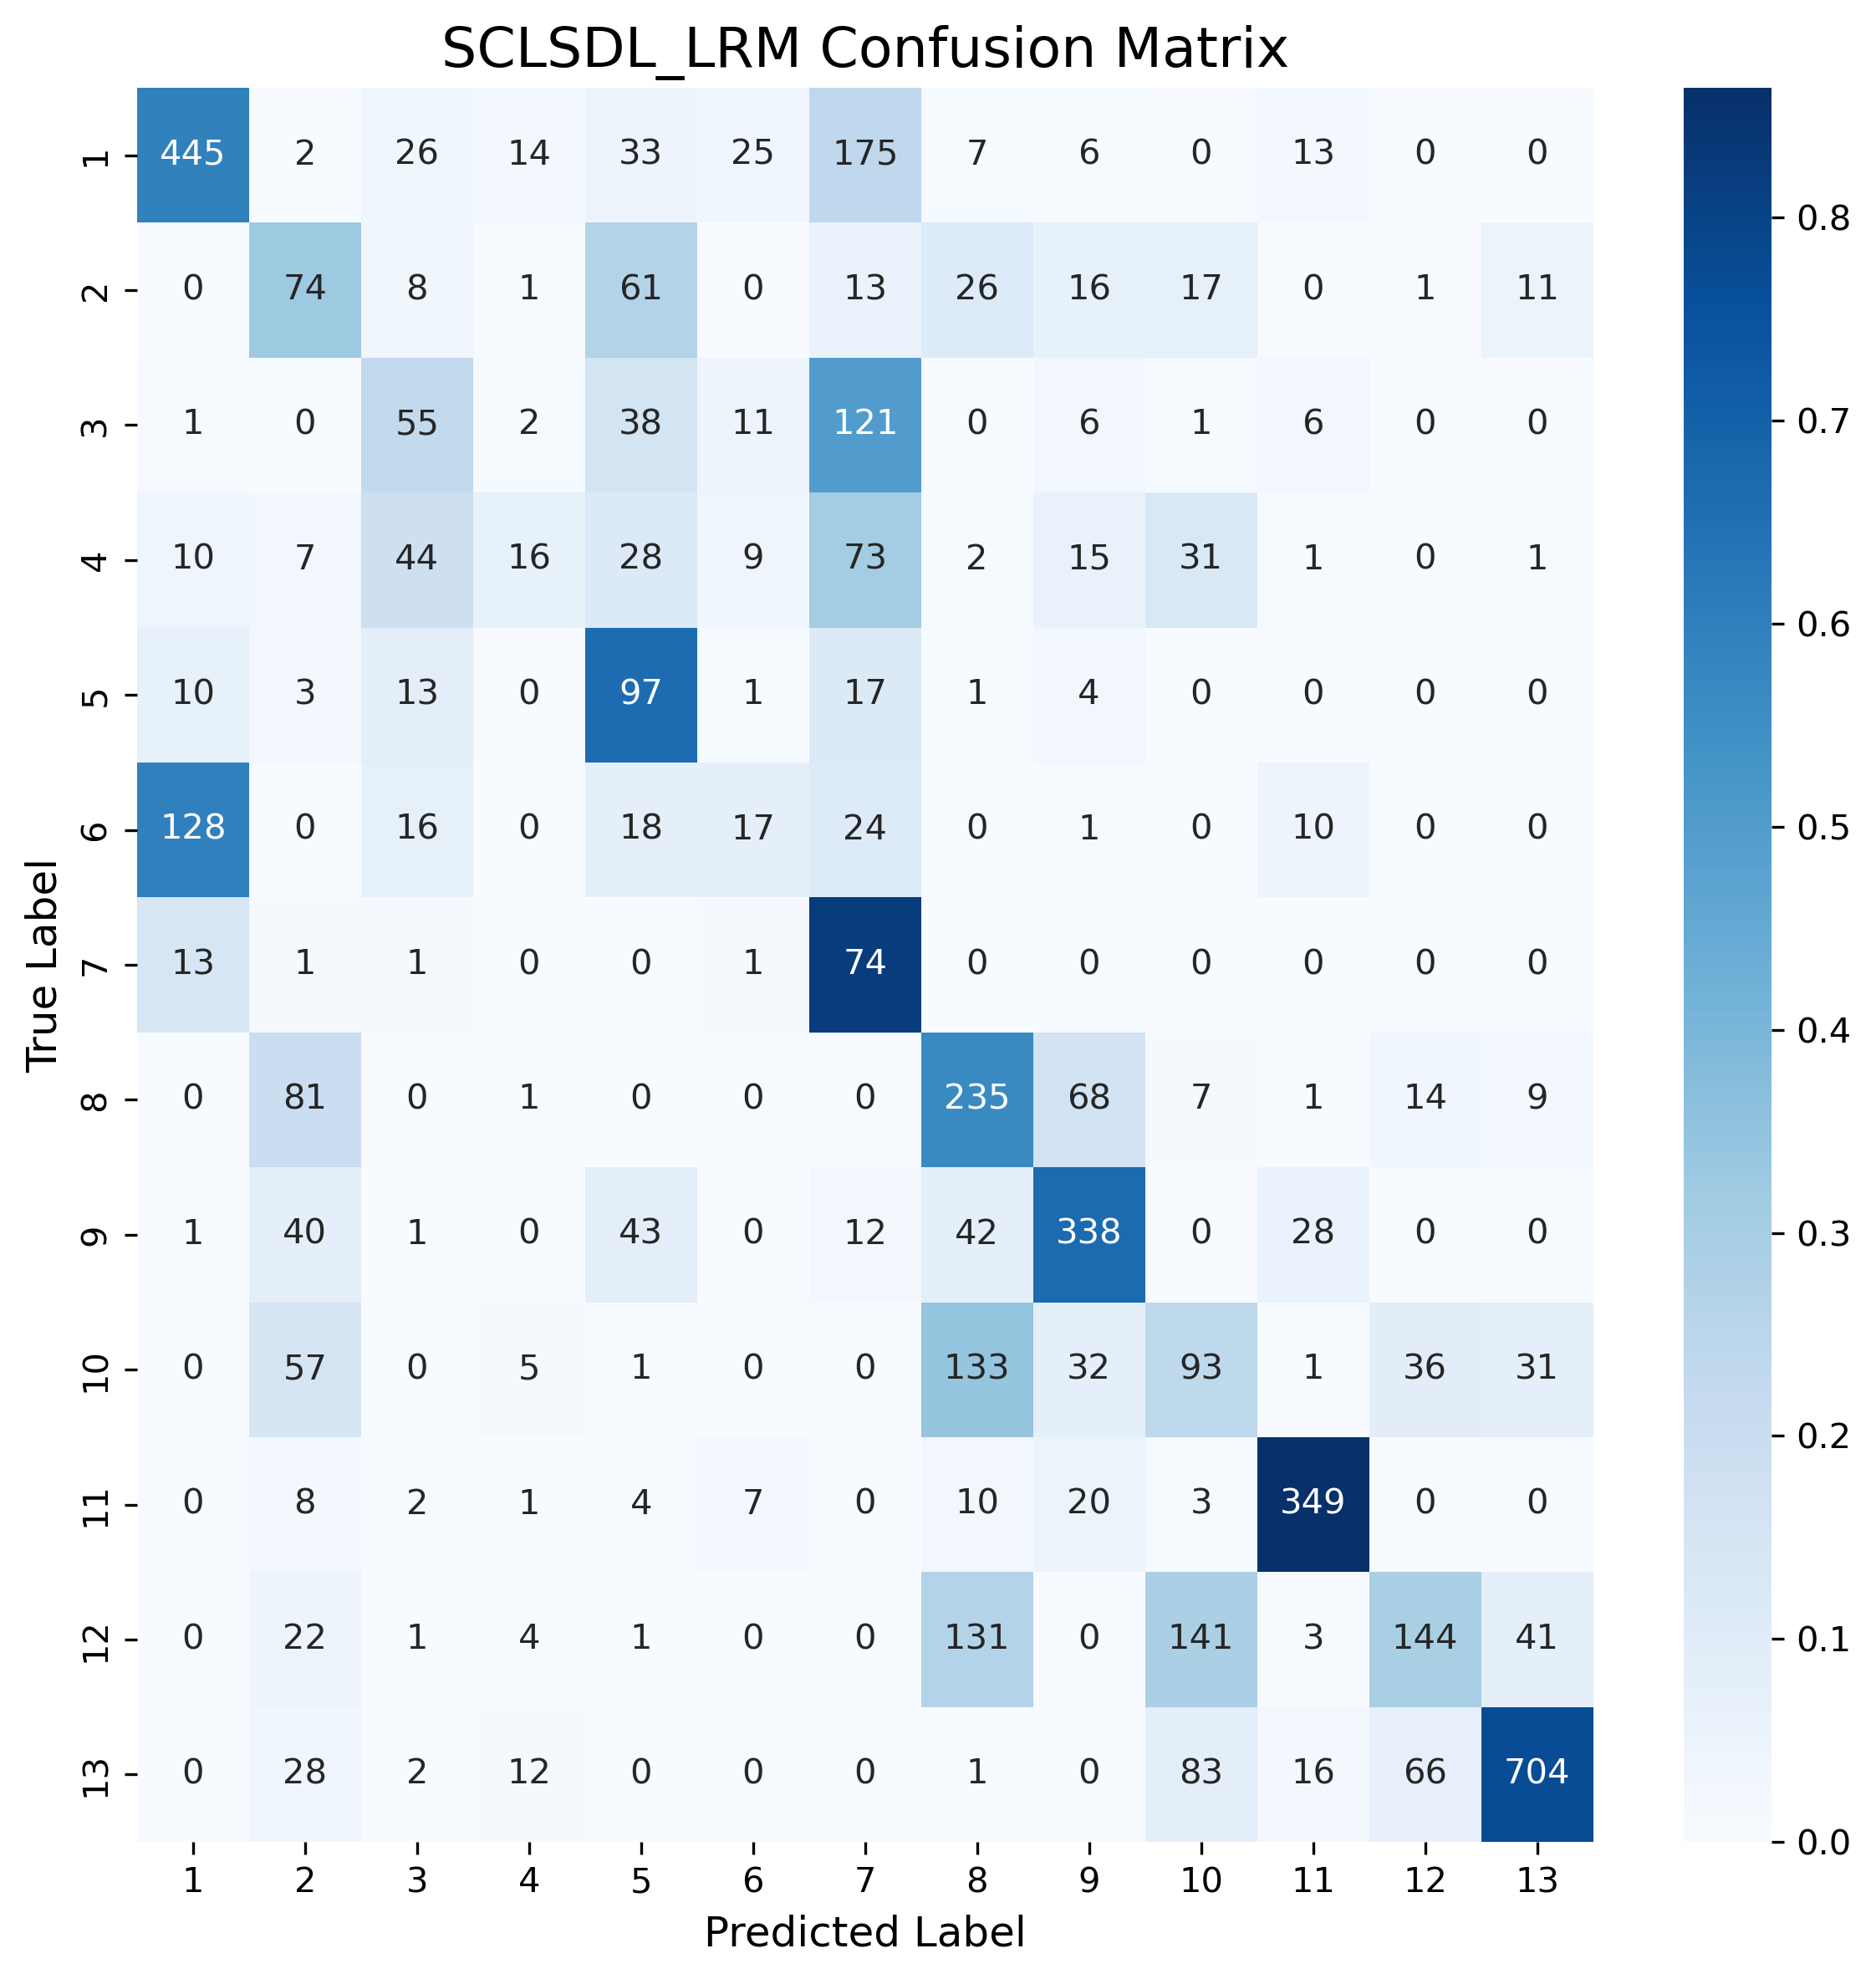 SCLSDL_LRM Confusion Matrix
1 445 2 26 14 33 25 175 7 6 0 13 0 0
2 0 74 8 1 61 0 13 26 16 17 0 1 11
3 1 0 55 2 38 11 121 0 6 1 6 0 0
4 10 7 44 16 28 9 73 2 15 31 1 0 1
5 10 3 13 0 97 1 17 1 4 0 0 0 0
6 128 0 16 0 18 17 24 0 1 0 10 0 0
7 13 1 1 0 0 1 74 0 0 0 0 0 0
8 0 81 0 1 0 0 0 235 68 7 1 14 9
9 1 40 1 0 43 0 12 42 338 0 28 0 0
10 0 57 0 5 1 0 0 133 32 93 1 36 31
11 0 8 2 1 4 7 0 10 20 3 349 0 0
12 0 22 1 4 1 0 0 131 0 141 3 144 41
13 0 28 2 12 0 0 0 1 0 83 16 66 704
1 2 3 4 5 6 7 8 9 10 11 12 13
Predicted Label
True Label
0.8
0.7
0.6
0.5
0.4
0.3
0.2
0.1
0.0